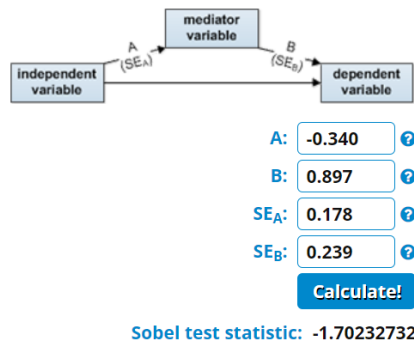 mediator
variable
A
(SEA)
B
(SEB)
independent
variable
dependent
variable
A: -0.340 ?
B: 0.897 ?
SEA: 0.178 ?
SEB: 0.239 ?
Calculate!
Sobel test statistic: -1.70232732